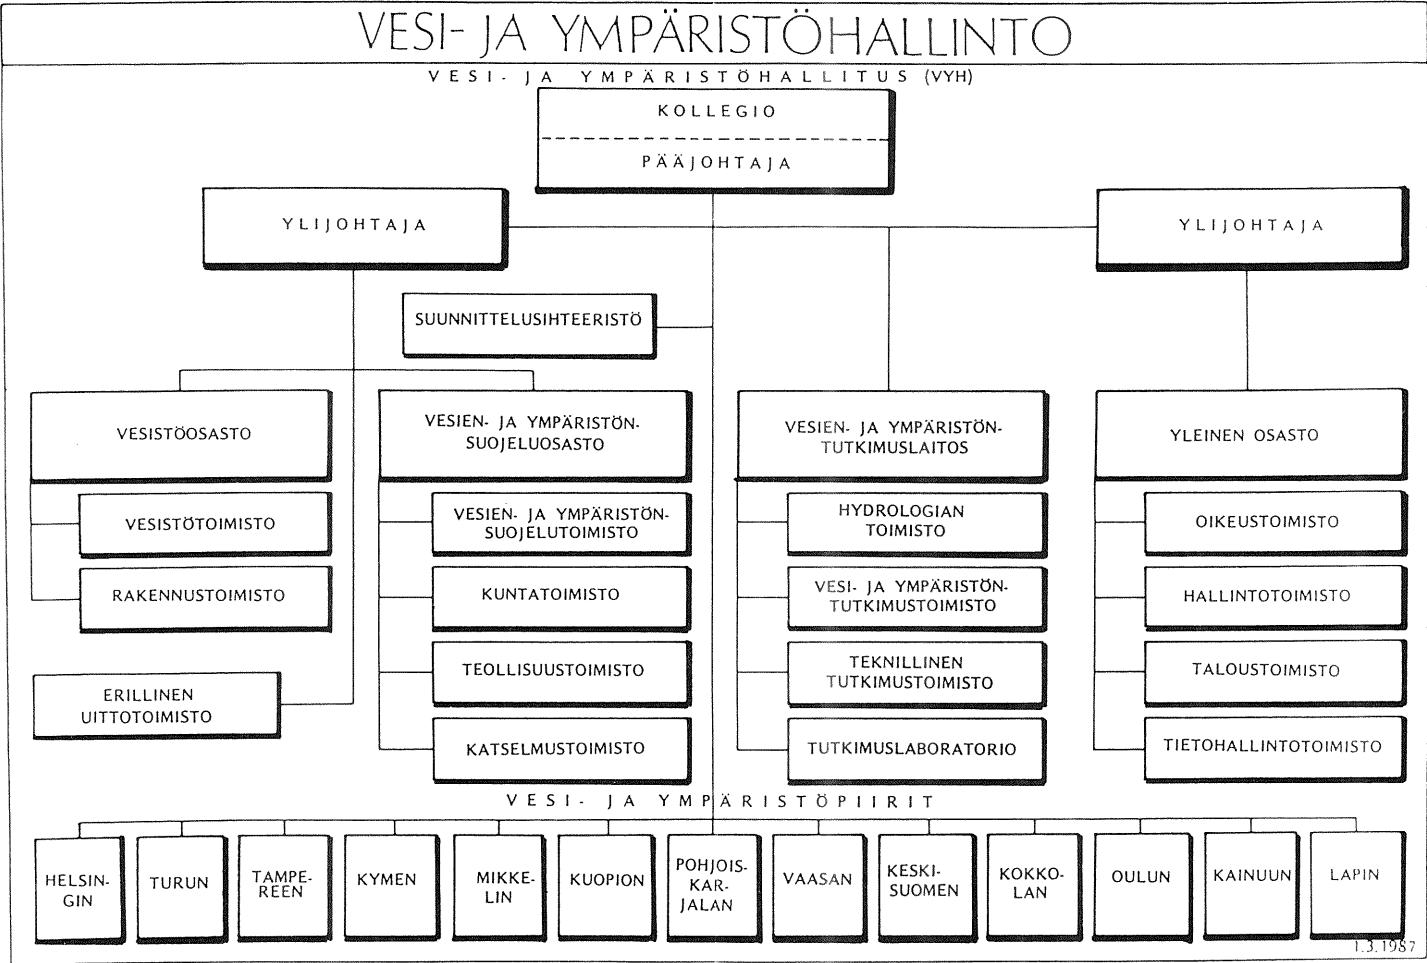 VESI- JA YMPÄRISTÖHALLINTO
VESI- JA YMPÄRISTÖHALLITUS (VYH)
KOLLEGIO
PÄÄJOHTAJA
YLIJOHTAJA
YLIJOHTAJA
SUUNNITTELUSIHTEERISTÖ
VESISTÖOSASTO
VESISTÖTOIMISTO
RAKENNUSTOIMISTO
ERILLINEN
UITTOTOIMISTO
VESIEN- JA YMPÄRISTÖN-
SUOJELUOSASTO
VESIEN- JA YMPÄRISTÖN-
SUOJELUTOIMISTO
KUNTATOIMISTO
TEOLLISUUSTOIMISTO
KATSELMUSTOIMISTO
VESIEN- JA YMPÄRISTÖN-
TUTKIMUSLAITOS
HYDROLOGIAN
TOIMISTO
VESI- JA YMPÄRISTÖN-
TUTKIMUSTOIMISTO
TEKNILLINEN
TUTKIMUSTOIMISTO
TUTKIMUSLABORATORIO
YLEINEN OSASTO
OIKEUSTOIMISTO
HALLINTOTOIMISTO
TALOUSTOIMISTO
TIETOHALLINTOTOIMISTO
VESI- JA YMPÄRISTÖPIIRIT
HELSIN-
GIN
TURUN
TAMPE-
REEN
KYMEN
MIKKE-
LIN
KUOPION
POHJOIS-
KAR-
JALAN
VAASAN
KESKI-
SUOMEN
KOKKO-
LAN
OULUN
KAINUUN
LAPIN
1.3.1987